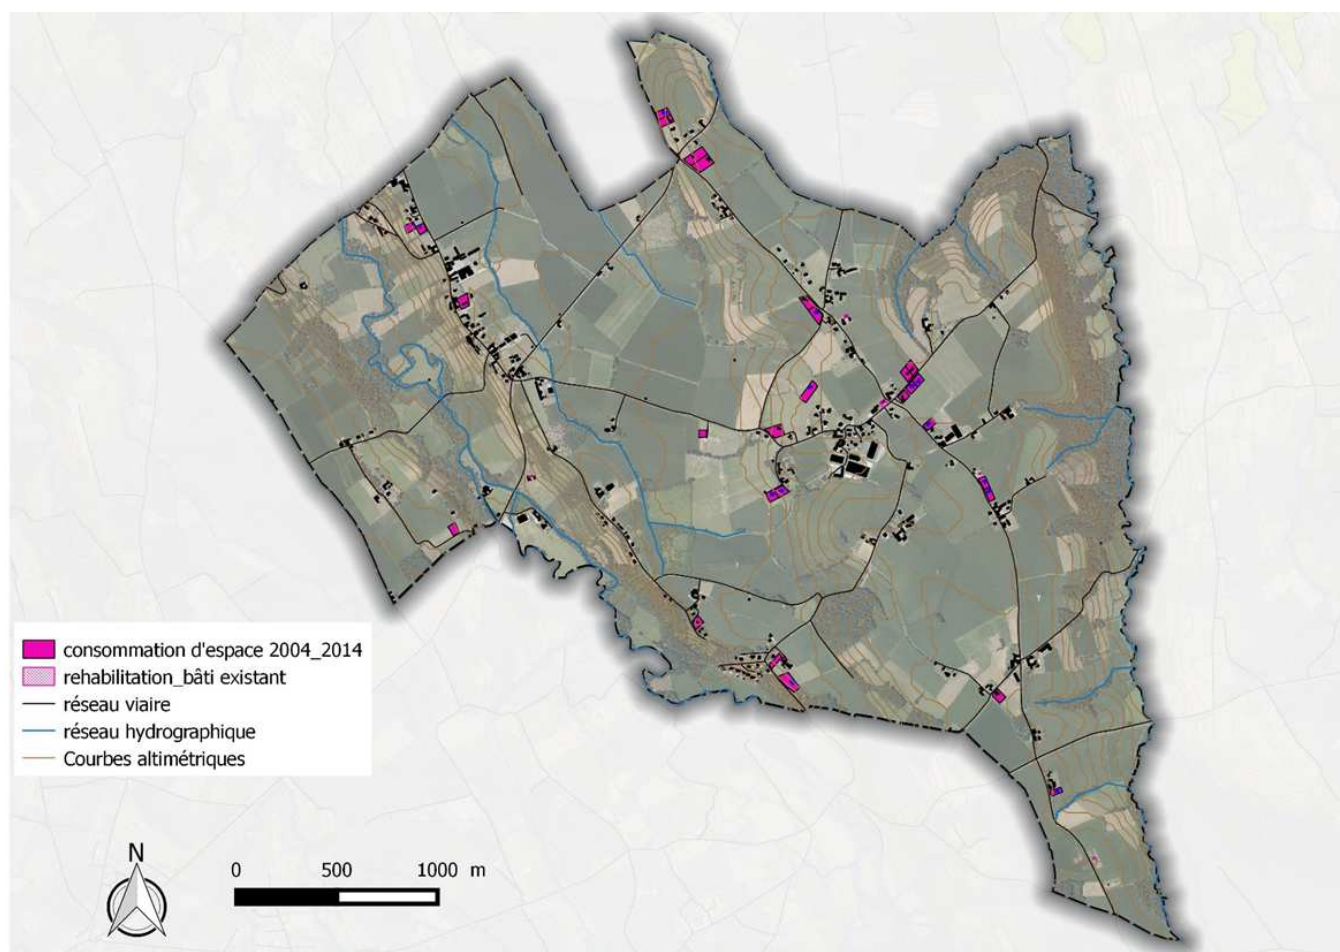 consommation d'espace 2004_2014
rehabilitation_bâti existant
réseau viaire
réseau hydrographique
Courbes altimétriques
N
0 500 1000 m